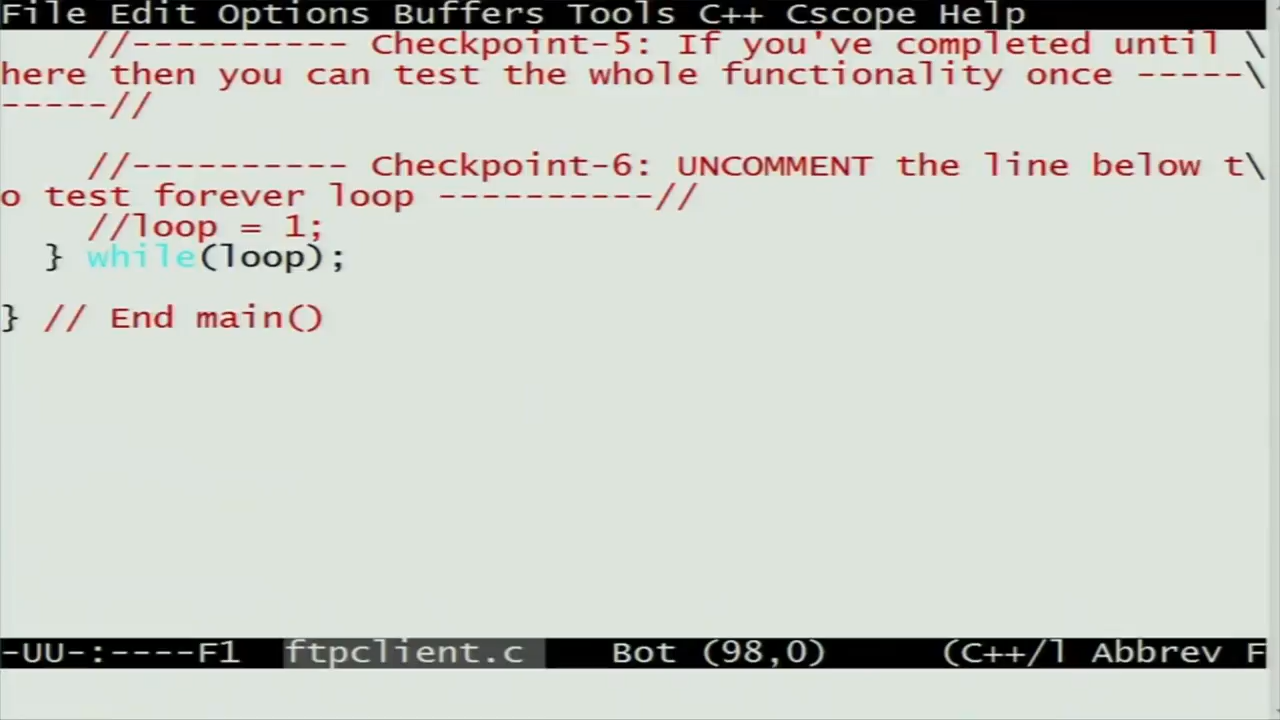 File Edit Options Buffers Tools C++ Cscope Help
//---------- Checkpoint-5: If you've completed until \
here then you can test the whole functionality once -----\
-----//
//---------- Checkpoint-6: UNCOMMENT the line below t\
o test forever loop ----------//
//loop = 1;
} while(loop);
} // End main()
-UU-:----F1 ftpclient.c Bot (98,0) (C++/l Abbrev F